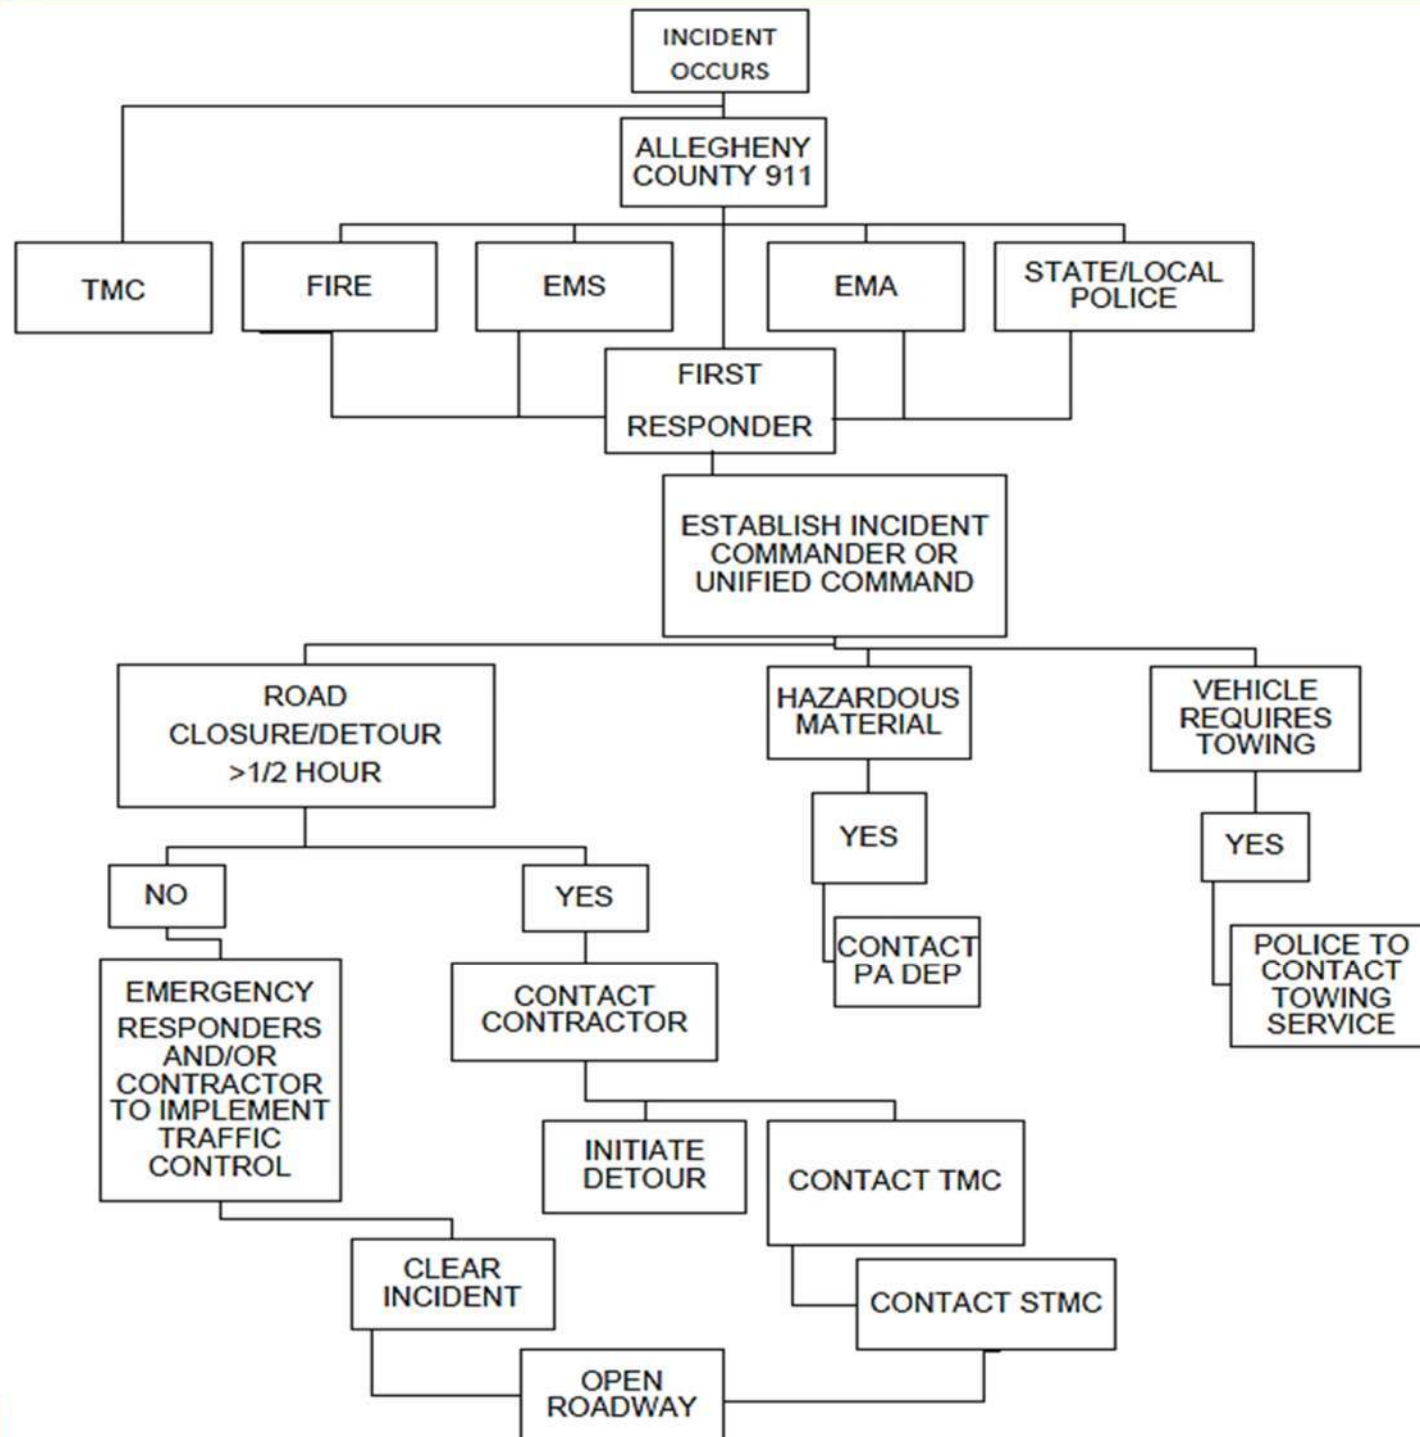 INCIDENT
OCCURS
ALLEGHENY
COUNTY 911
TMC
FIRE
EMS
EMA
STATE/LOCAL
POLICE
FIRST
RESPONDER
ESTABLISH INCIDENT
COMMANDER OR
UNIFIED COMMAND
ROAD
CLOSURE/DETOUR
>1/2 HOUR
HAZARDOUS
MATERIAL
VEHICLE
REQUIRES
TOWING
NO
YES
YES
YES
EMERGENCY
RESPONDERS
AND/OR
CONTRACTOR
TO IMPLEMENT
TRAFFIC
CONTROL
CONTACT
CONTRACTOR
CONTACT
PA DEP
POLICE TO
CONTACT
TOWING
SERVICE
INITIATE
DETOUR
CONTACT TMC
CLEAR
INCIDENT
CONTACT STMC
OPEN
ROADWAY